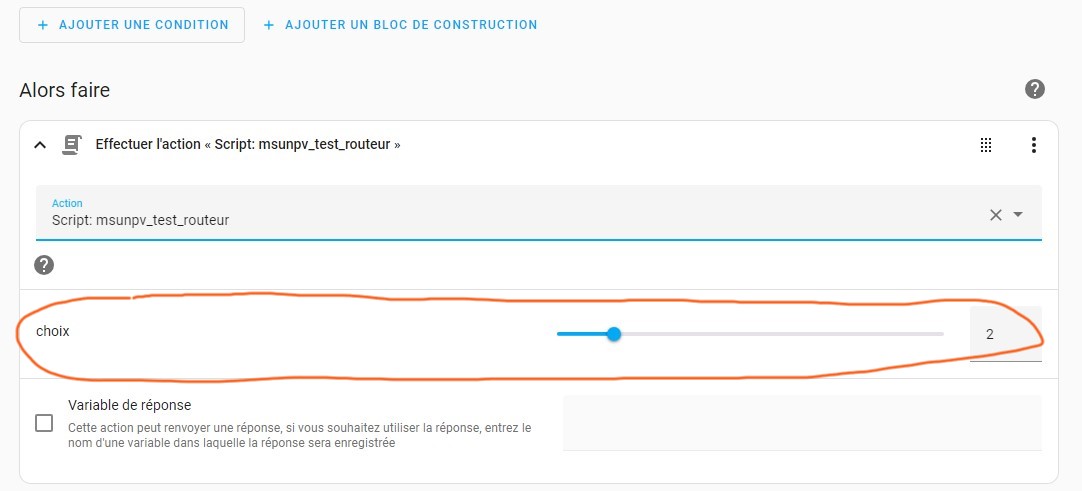 + AJOUTER UNE CONDITION + AJOUTER UN BLOC DE CONSTRUCTION
Alors faire
Effectuer l'action « Script: msunpv_test_routeur »
Action
Script: msunpv_test_routeur
choix 2
Variable de réponse
Cette action peut renvoyer une réponse, si vous souhaitez utiliser la réponse, entrez le
nom d'une variable dans laquelle la réponse sera enregistrée